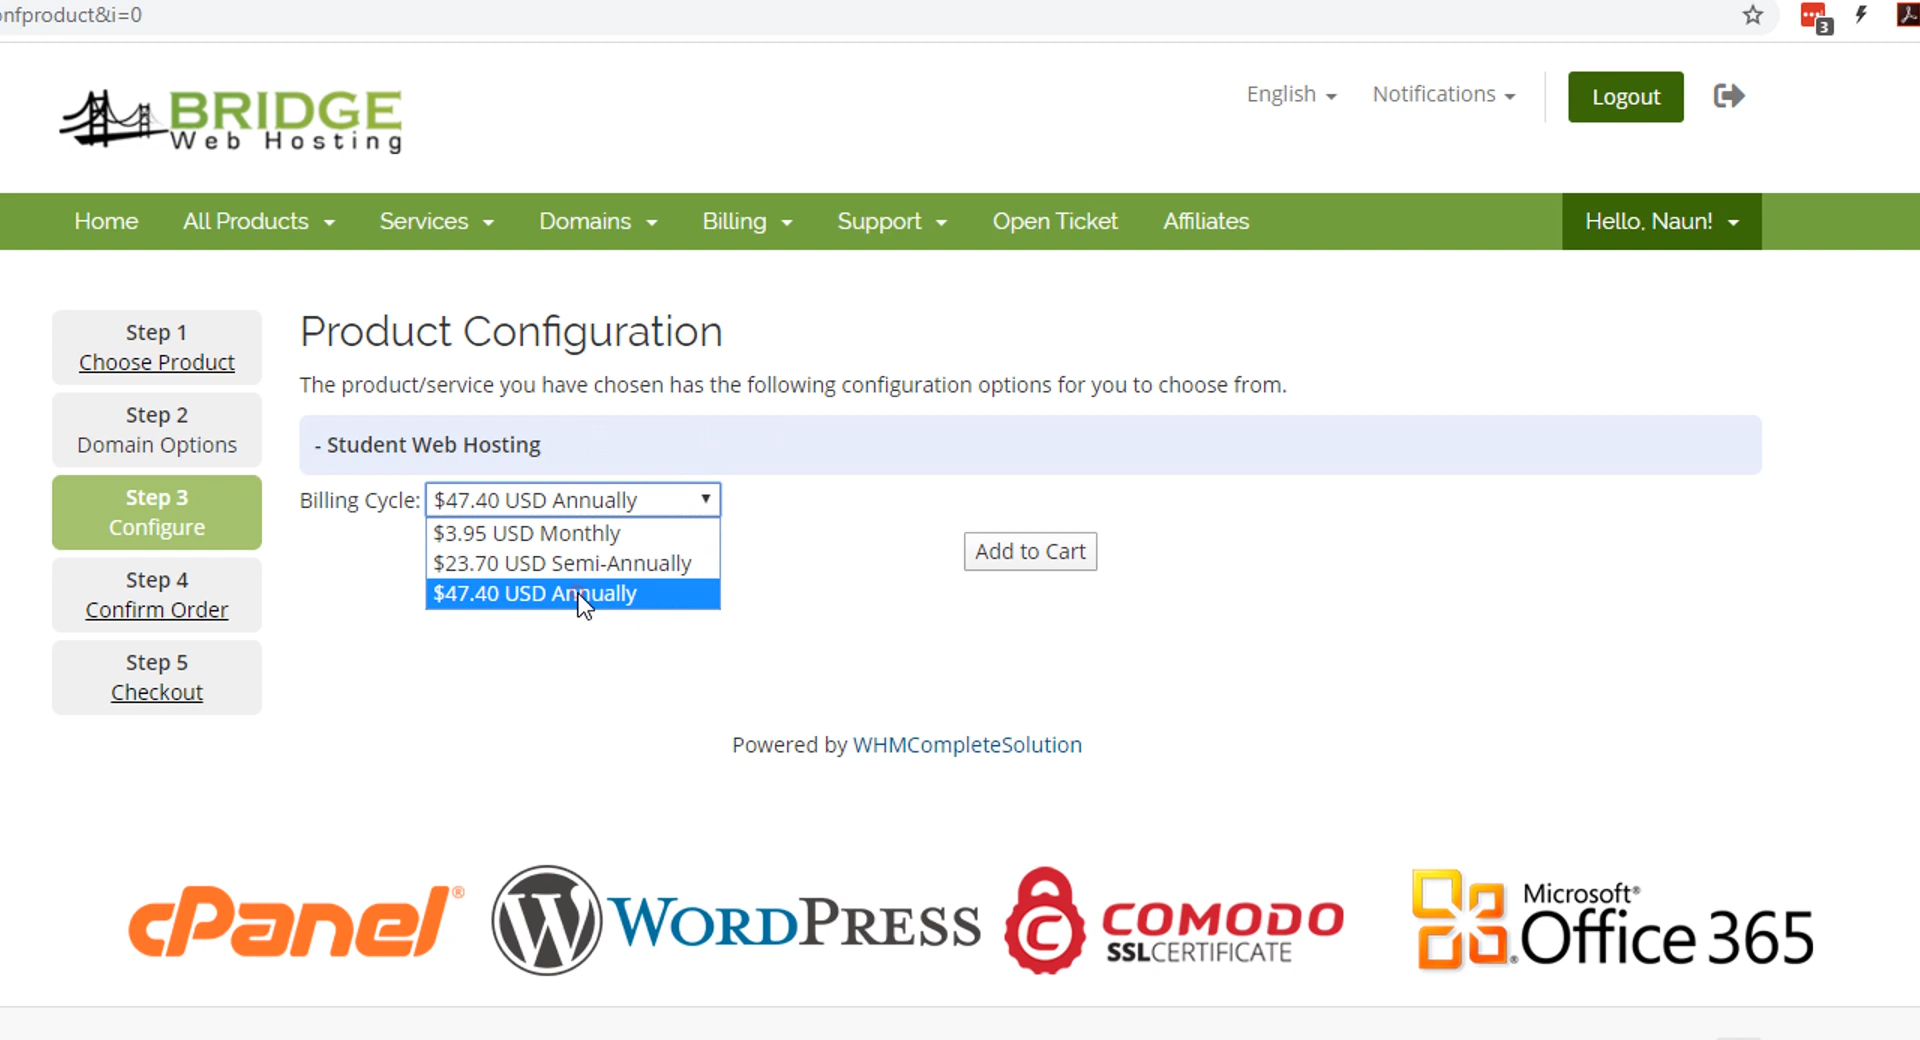 onfproduct&i=0
3
BRIDGE
Web Hosting
English
Notifications
Logout
Home
All Products
Services
Domains
Billing
Support
Open Ticket
Affiliates
Hello, Naun!
Step 1
Choose Product
Step 2
Domain Options
Step 3
Configure
Step 4
Confirm Order
Step 5
Checkout
Product Configuration
The product/service you have chosen has the following configuration options for you to choose from.
- Student Web Hosting
Billing Cycle: $47.40 USD Annually
$3.95 USD Monthly
$23.70 USD Semi-Annually
$47.40 USD Annually
Add to Cart
Powered by WHMCompleteSolution
cPanel®
WORDPRESS
COMODO
SSLCERTIFICATE
Microsoft®
Office 365